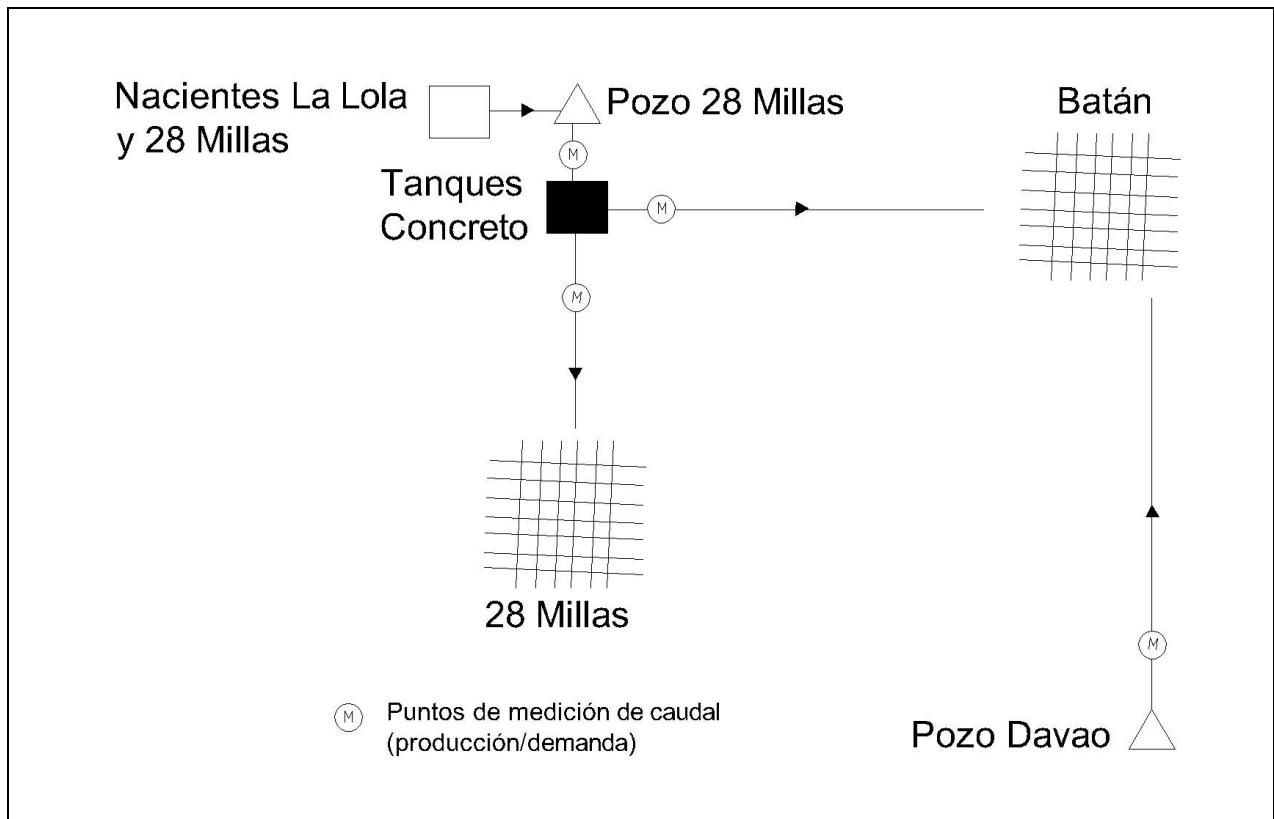 Nacientes La Lola
y 28 Millas
Pozo 28 Millas
Batán
M
Tanques
Concreto
M
M
28 Millas
M
M
Puntos de medición de caudal
(producción/demanda)
Pozo Davao